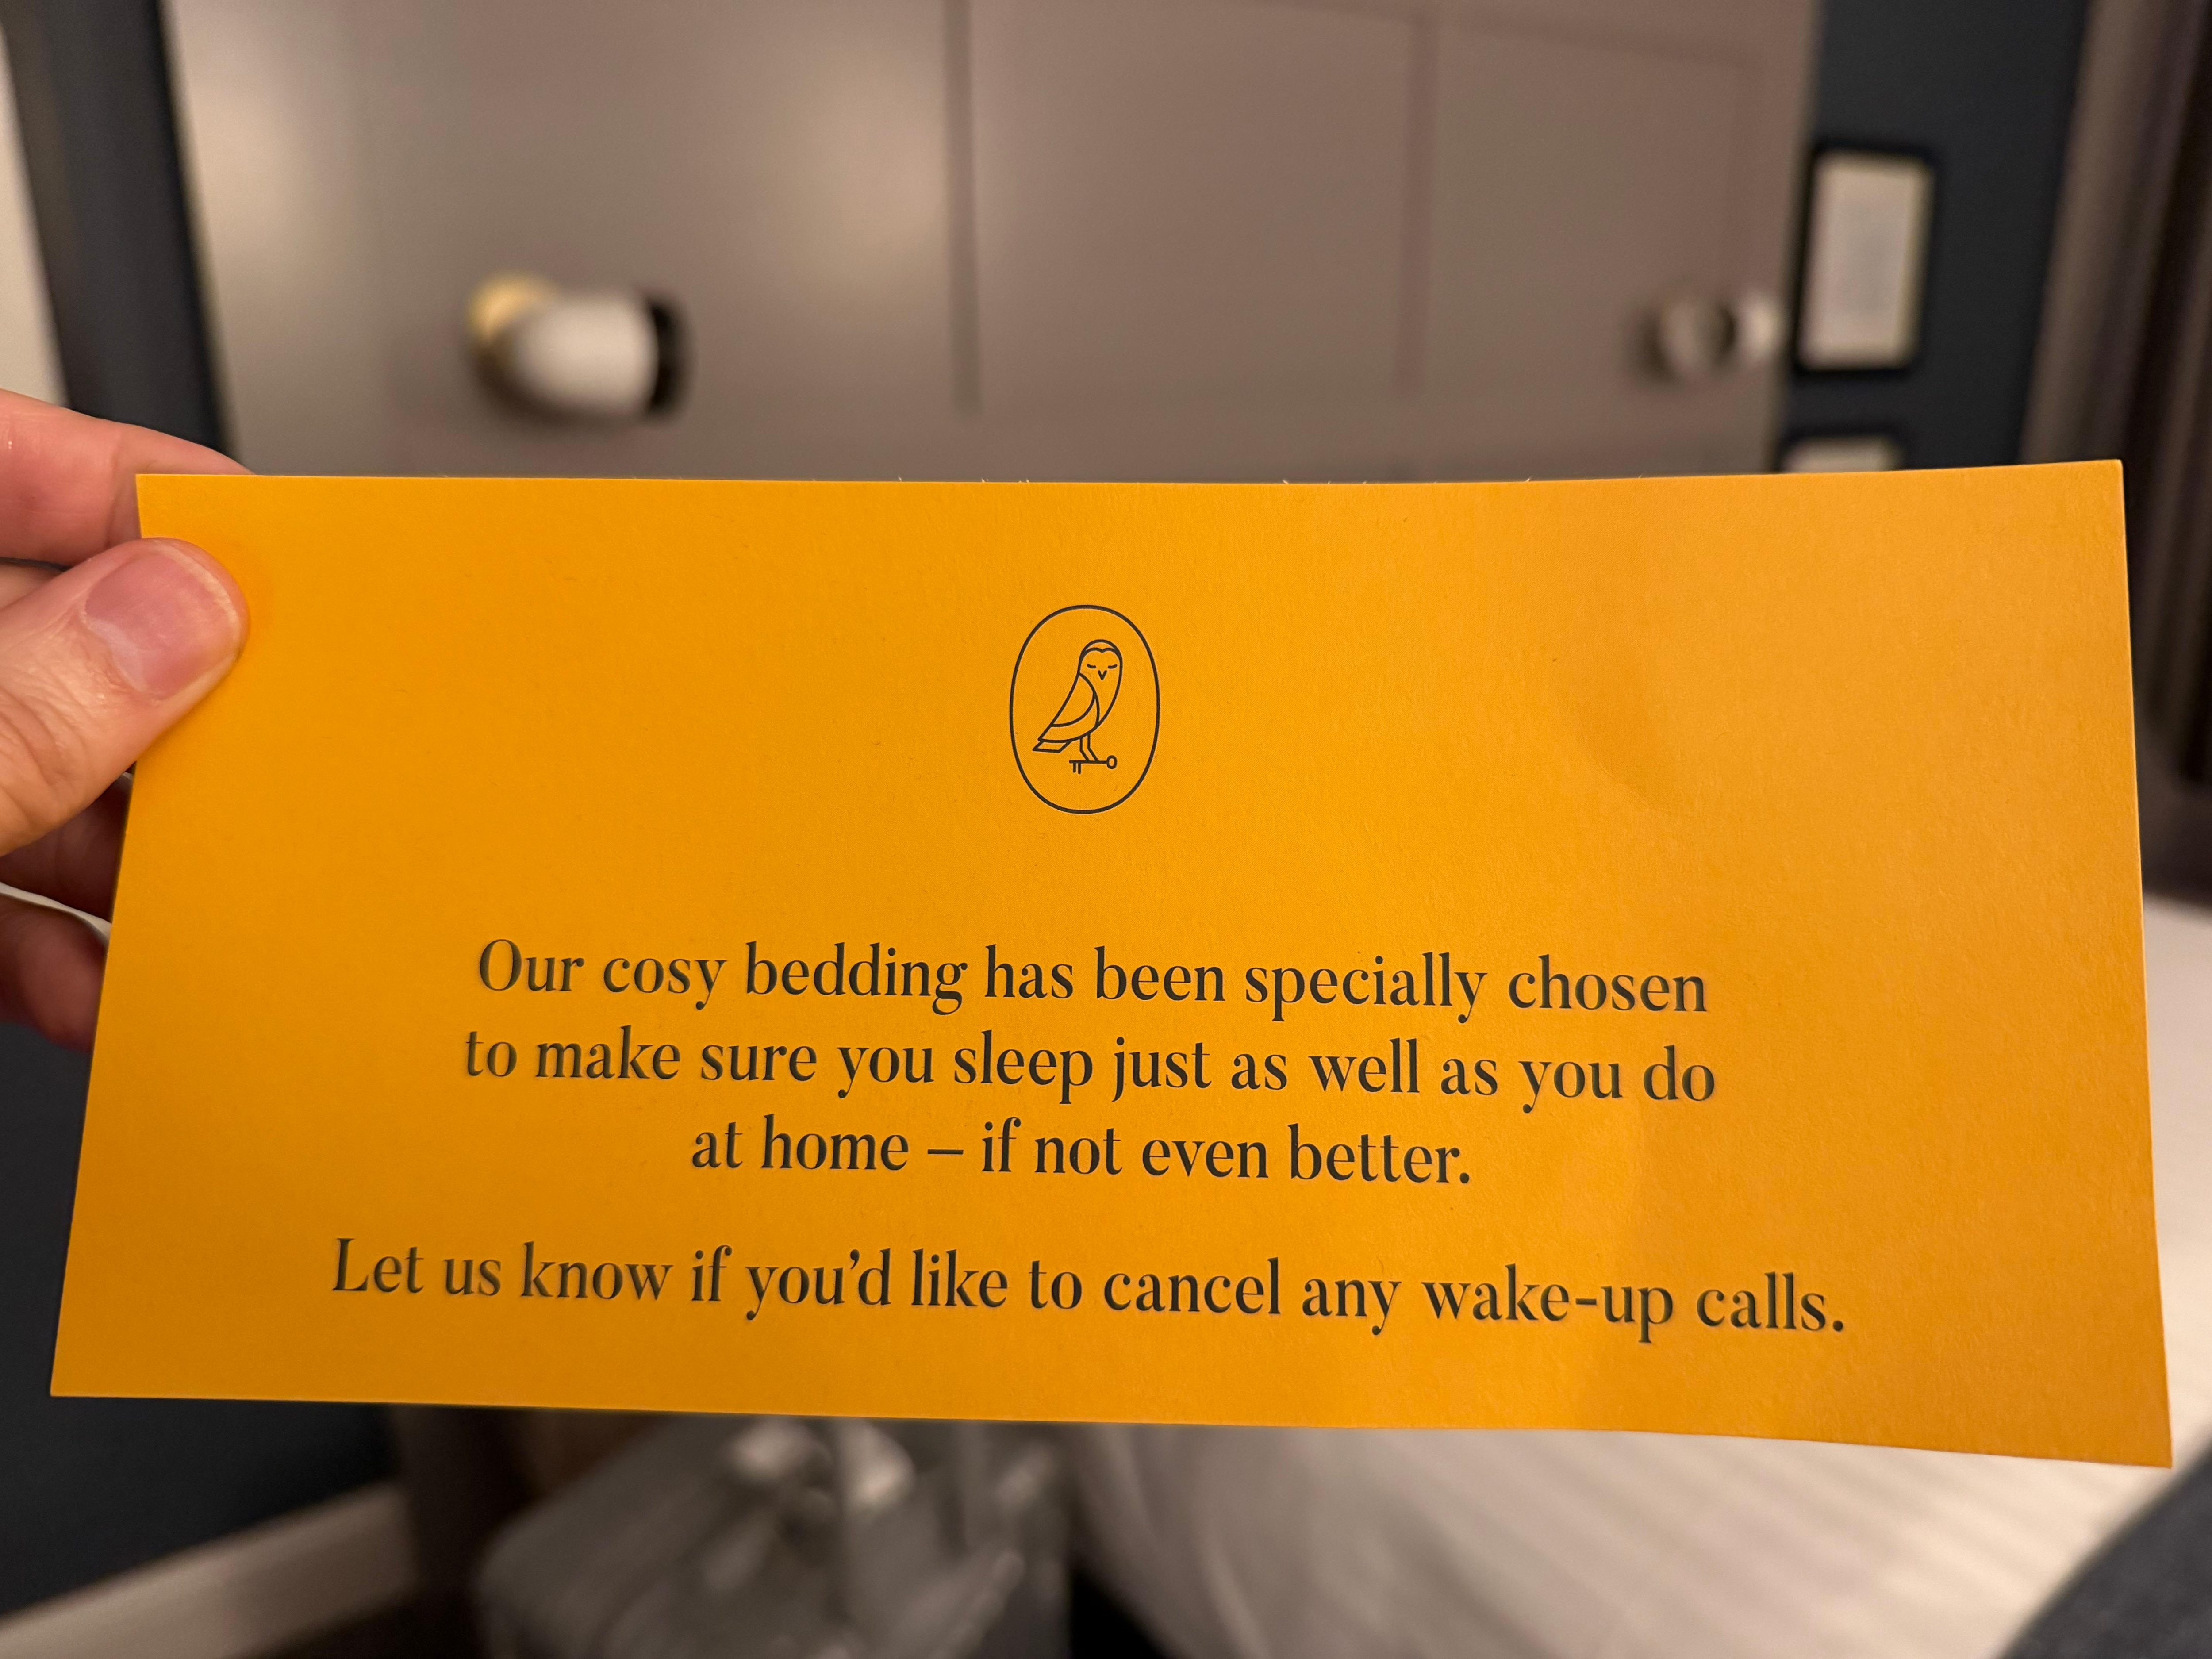 Our cosy bedding has been specially chosen
to make sure you sleep just as well as you do
at home – if not even better.
Let us know if you’d like to cancel any wake-up calls.